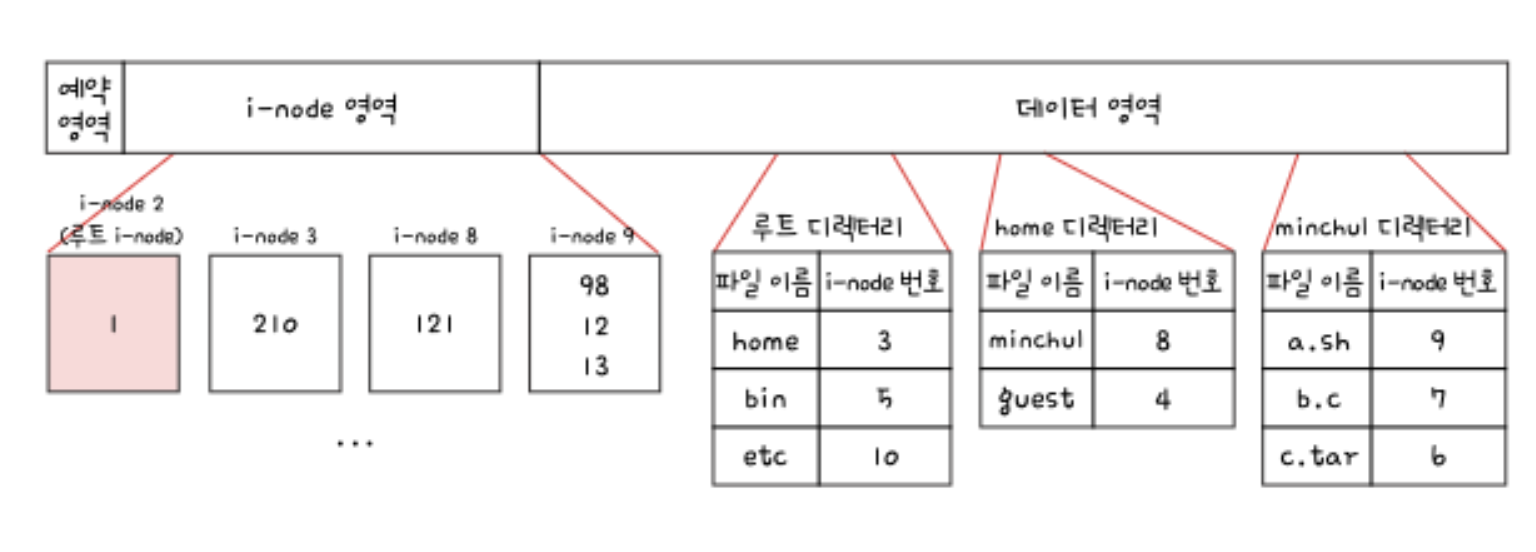 예약
영역
i-node 영역
데이터 영역
i-node 2
(루트 i-node)
i-node 3
i-node 8
i-node 9
1
210
121
98
12
13
...
루트 디렉터리
파일 이름 i-node 번호
home 3
bin 5
etc 10
home 디렉터리
파일 이름 i-node 번호
minchul 8
guest 4
minchul 디렉터리
파일 이름 i-node 번호
a.sh 9
b.c 7
c.tar 6